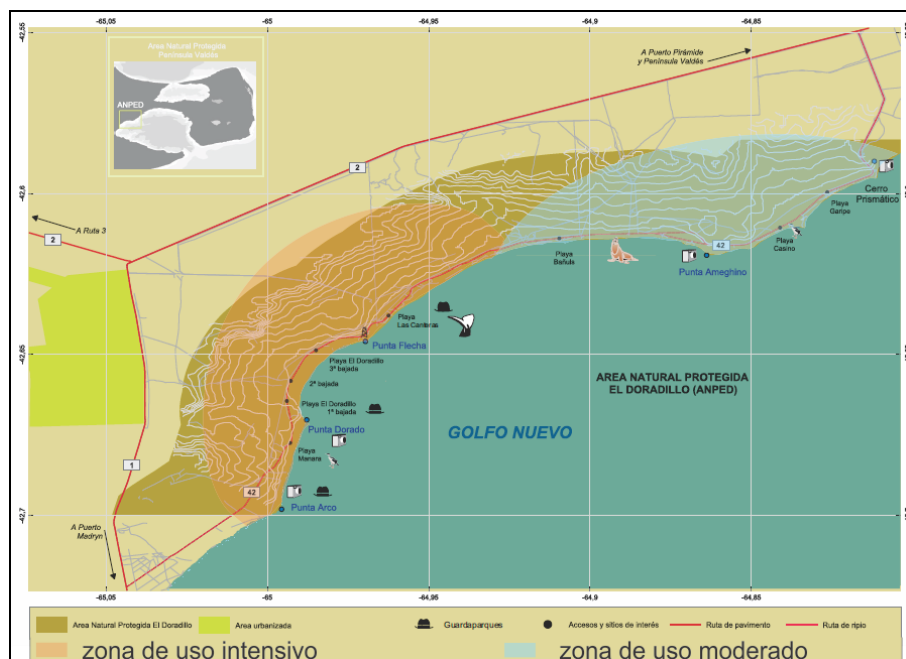 -65,05
-65
-64,95
-64,9
-64,85
-42,55
Area Natural Protegida
Península Valdés
ANPED
A Puerto Pirámide
y Península Valdés
2
-42,6
A Ruta 3
2
Cerro
Prismático
Playa
Garipe
Playa
Casino
42
Playa
Bañuls
Punta Ameghino
Playa
Las Canteras
Punta Flecha
-42,65
Playa El Doradillo
3ª bajada
2ª bajada
AREA NATURAL PROTEGIDA
EL DORADILLO (ANPED)
Playa El Doradillo
1ª bajada
Punta Dorado
GOLFO NUEVO
Playa
Manara
1
42
Punta Arco
-42,7
A Puerto
Madryn
-65,05
-65
-64,95
-64,9
-64,85
Area Natural Protegida El Doradillo
Area urbanizada
Guardaparques
Accesos y sitios de interés
Ruta de pavimento
Ruta de ripio
zona de uso intensivo
zona de uso moderado